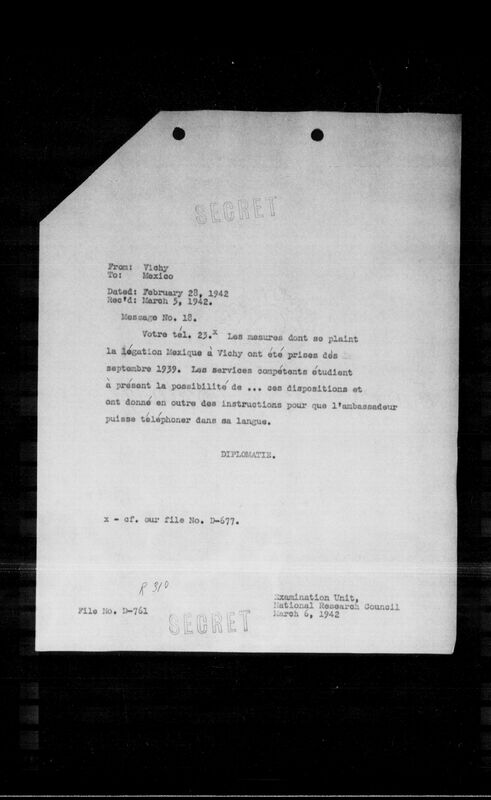 SECRET
From: Vichy
To: Mexico
Dated: February 28, 1942
Rec'd: March 5, 1942.
Message No. 18.
Votre tél. 23.x Les mesures dont se plaint
la légation Mexique à Vichy ont été prises dès
septembre 1939. Les services compétents étudient
à présent la possibilité de ... ces dispositions et
ont donné en outre des instructions pour que l'ambassadeur
puisse téléphoner dans sa langue.
DIPLOMATIE.
x - cf. our file No. D-677.
R 310
Examination Unit,
National Research Council
March 6, 1942
File No. D-761
SECRET